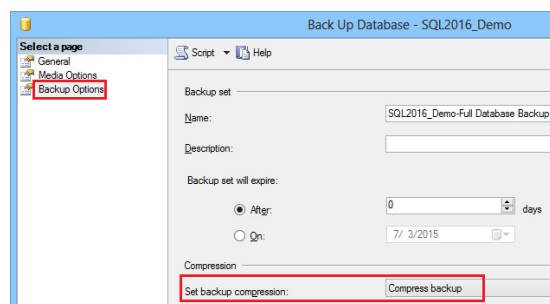 Back Up Database - SQL2016_Demo
Select a page
General
Media Options
Backup Options
Script Help
Backup set
Name: SQL2016_Demo-Full Database Backup
Description:
Backup set will expire:
After: 0 days
On: 7/ 3/2015
Compression
Set backup compression: Compress backup